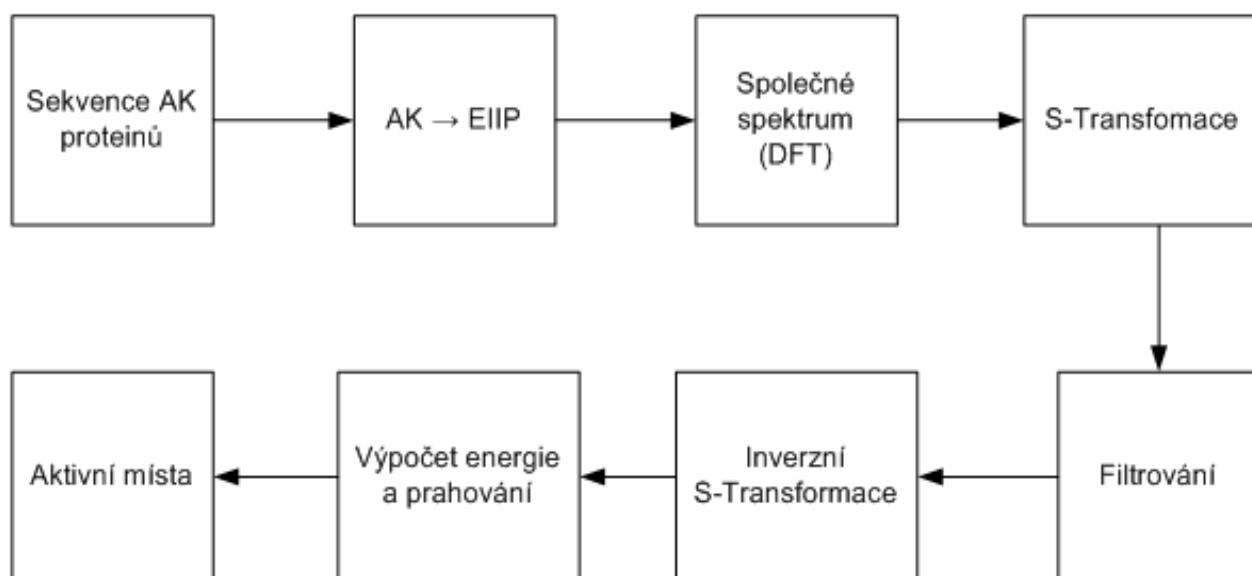 Sekvence AK
proteinů
AK → EIIP
Společné
spektrum
(DFT)
S-Transfomace
Filtrování
Inverzní
S-Transformace
Výpočet energie
a prahování
Aktivní místa